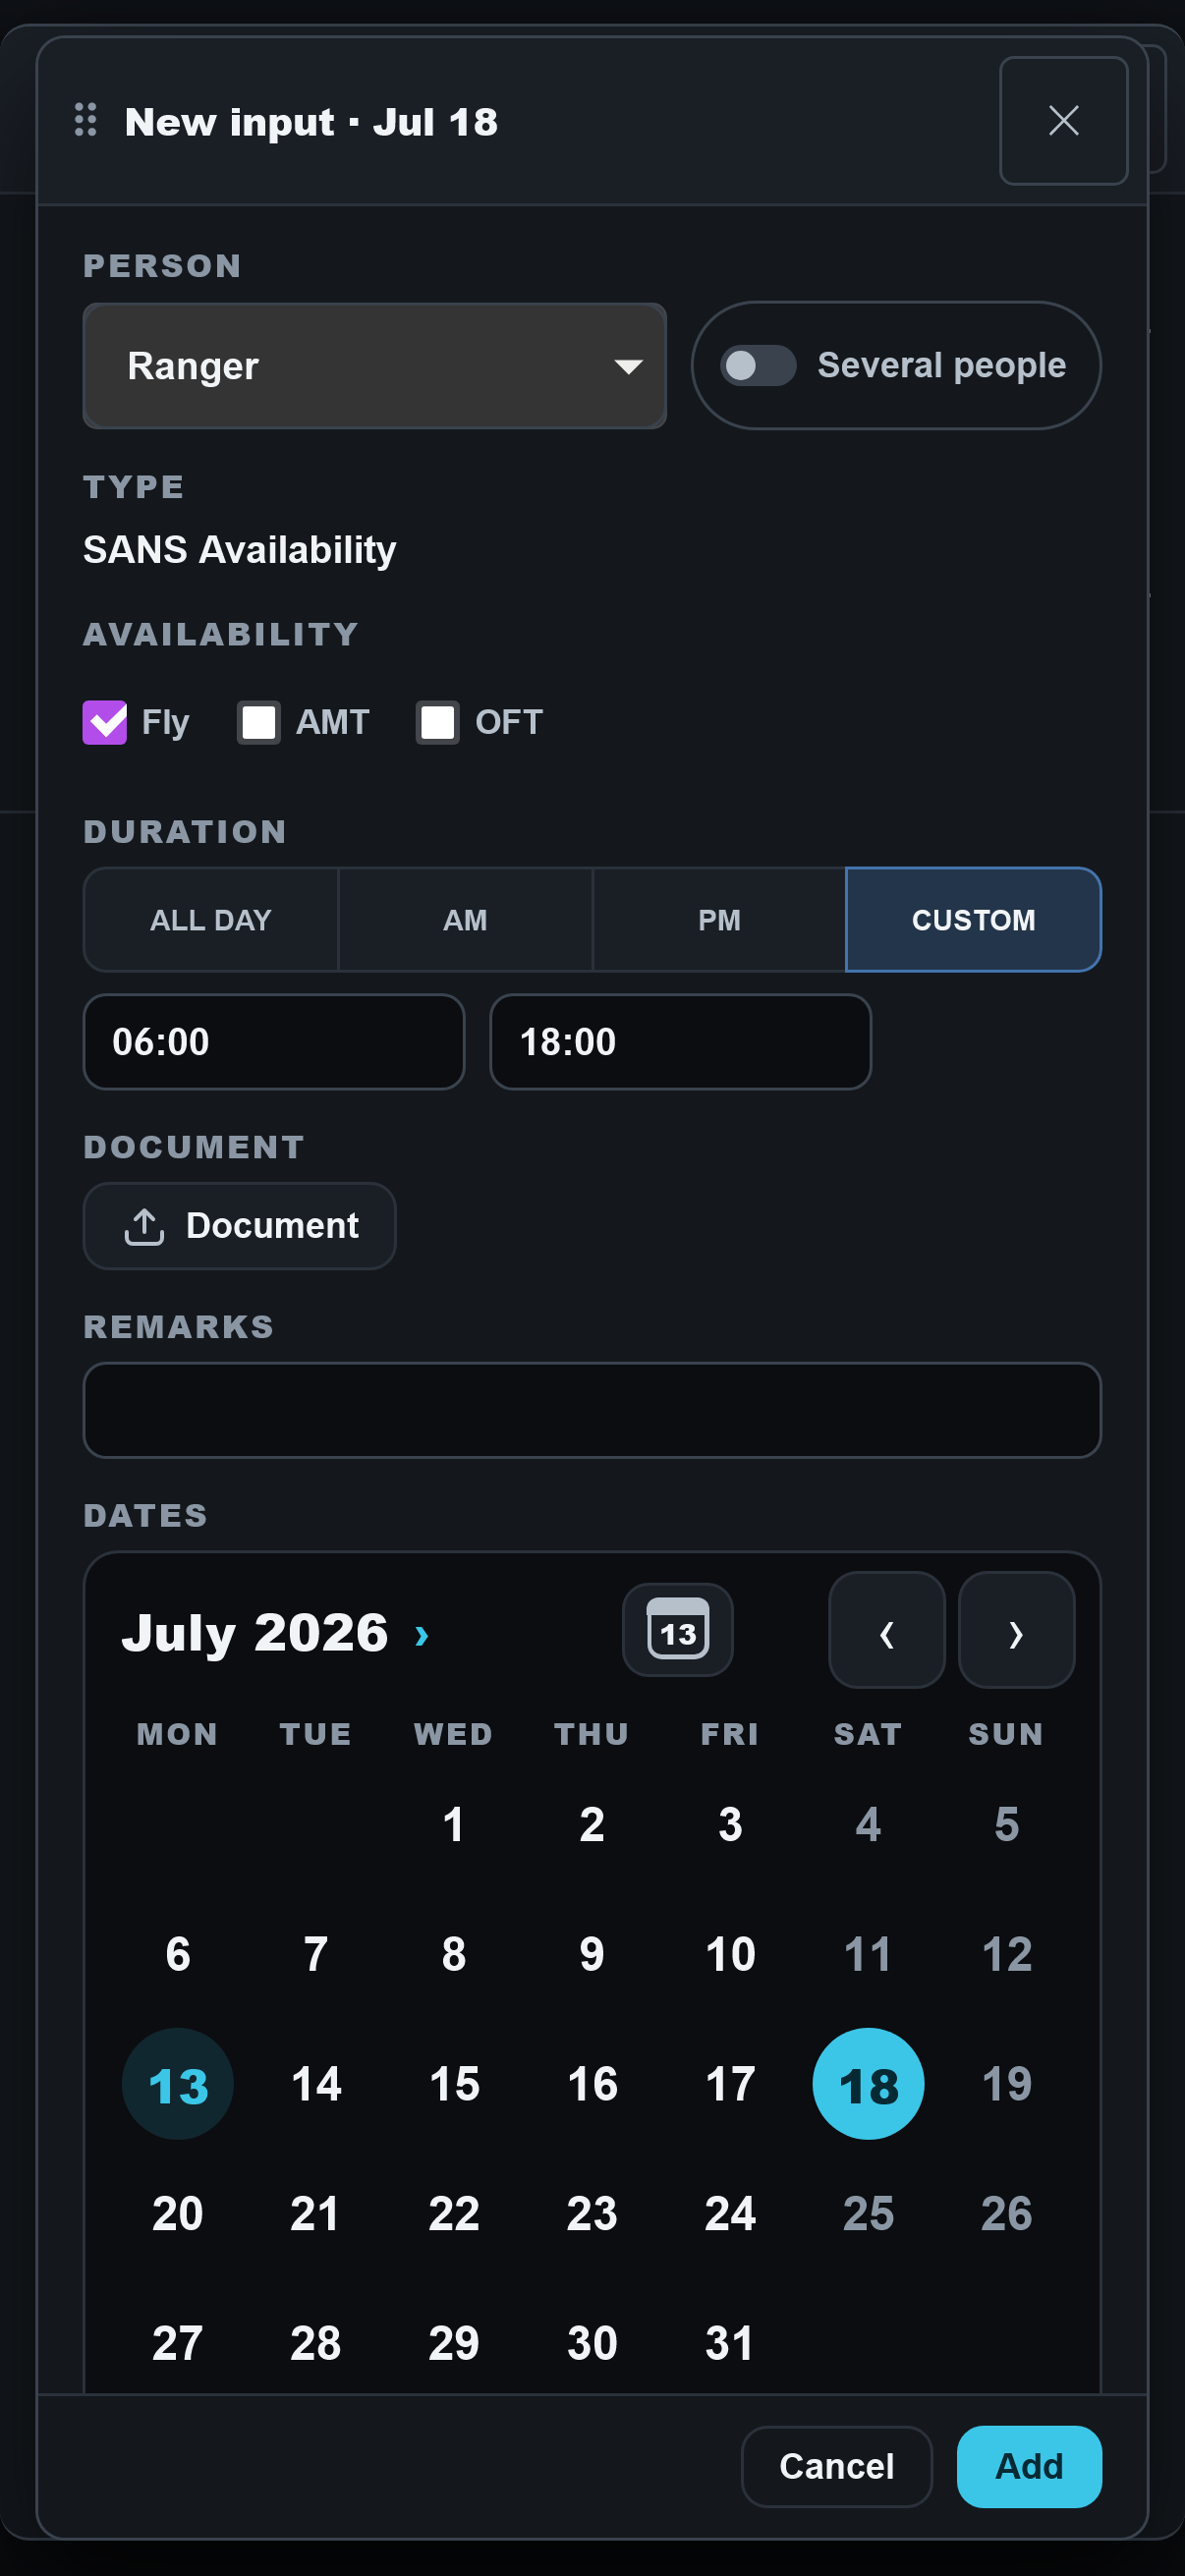 New input · Jul 18
PERSON
Ranger
Several people
TYPE
SANS Availability
AVAILABILITY
Fly AMT OFT
DURATION
ALL DAY AM PM CUSTOM
06:00 18:00
DOCUMENT
Document
REMARKS
DATES
July 2026 › 13 ‹ ›
MON TUE WED THU FRI SAT SUN
1 2 3 4 5
6 7 8 9 10 11 12
13 14 15 16 17 18 19
20 21 22 23 24 25 26
27 28 29 30 31
Cancel Add